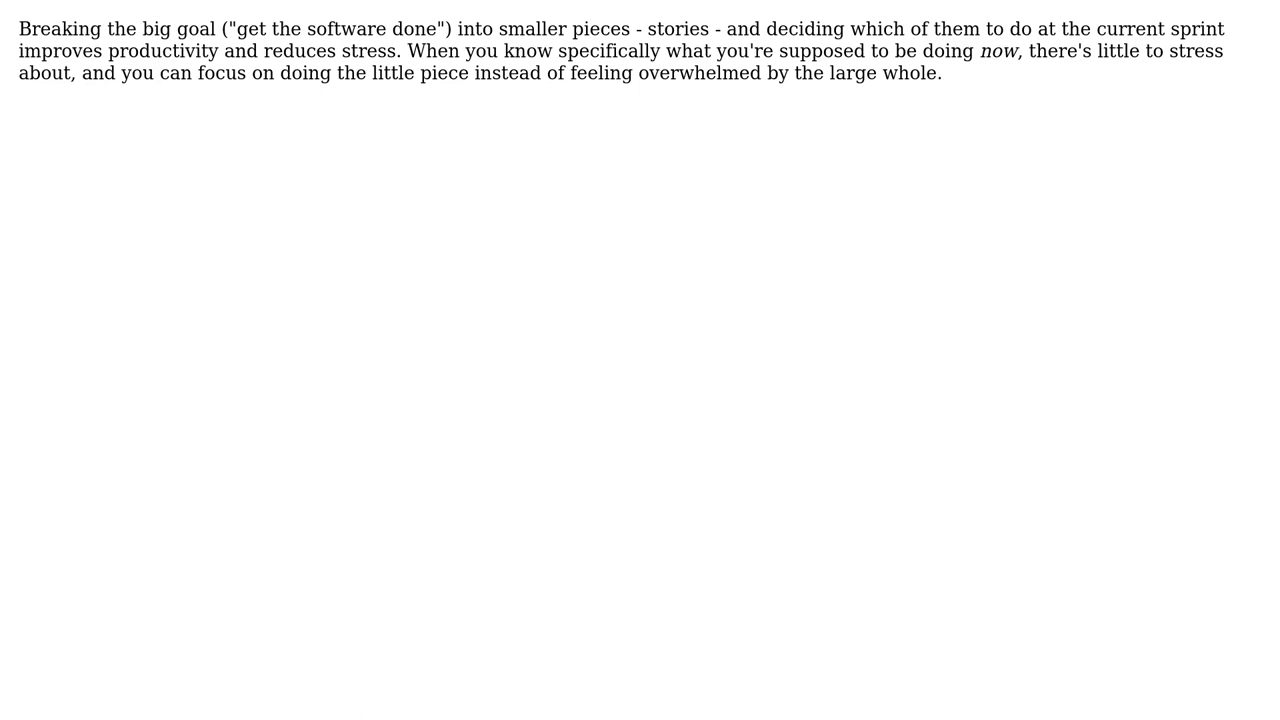 Breaking the big goal ("get the software done") into smaller pieces - stories - and deciding which of them to do at the current sprint
improves productivity and reduces stress. When you know specifically what you're supposed to be doing now, there's little to stress
about, and you can focus on doing the little piece instead of feeling overwhelmed by the large whole.